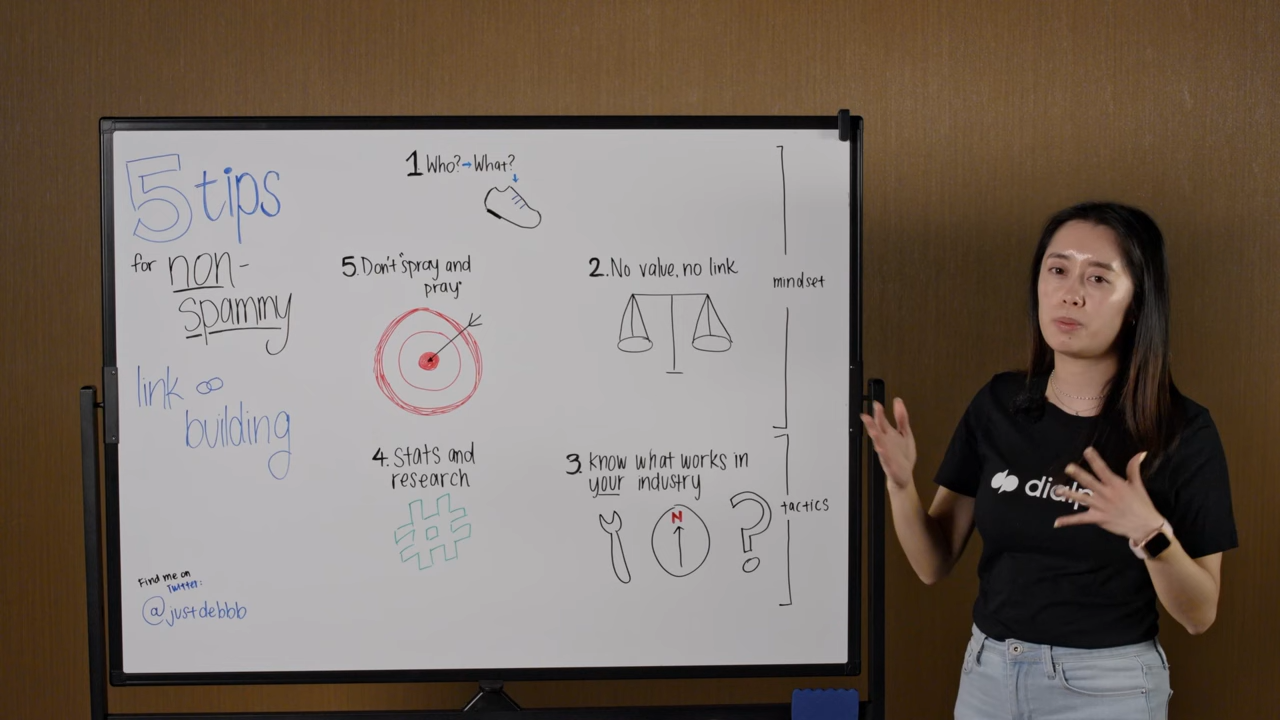 5 tips
for non-
spammy
link
building
1 Who?→What?
2. No value, no link
3. Know what works in
your industry
N
4. Stats and
research
#
5. Don't "spray and
pray"
mindset
tactics
Find me on
Twitter:
@justdebbb